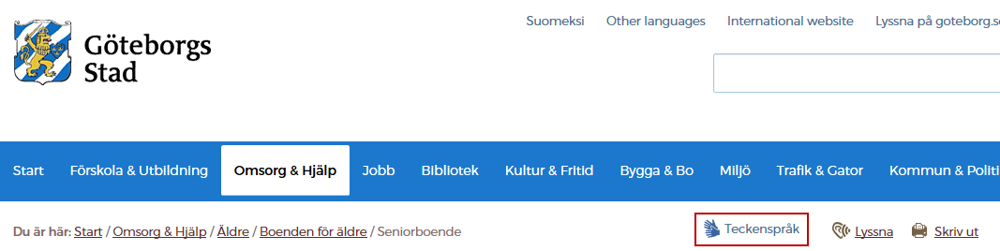 Suomeksi Other languages International website Lyssna på goteborg.s
Göteborgs
Stad
Start Förskola & Utbildning Omsorg & Hjälp Jobb Bibliotek Kultur & Fritid Bygga & Bo Miljö Trafik & Gator Kommun & Politi
Du är här: Start / Omsorg & Hjälp / Äldre / Boenden för äldre / Seniorboende Teckenspråk Lyssna Skriv ut